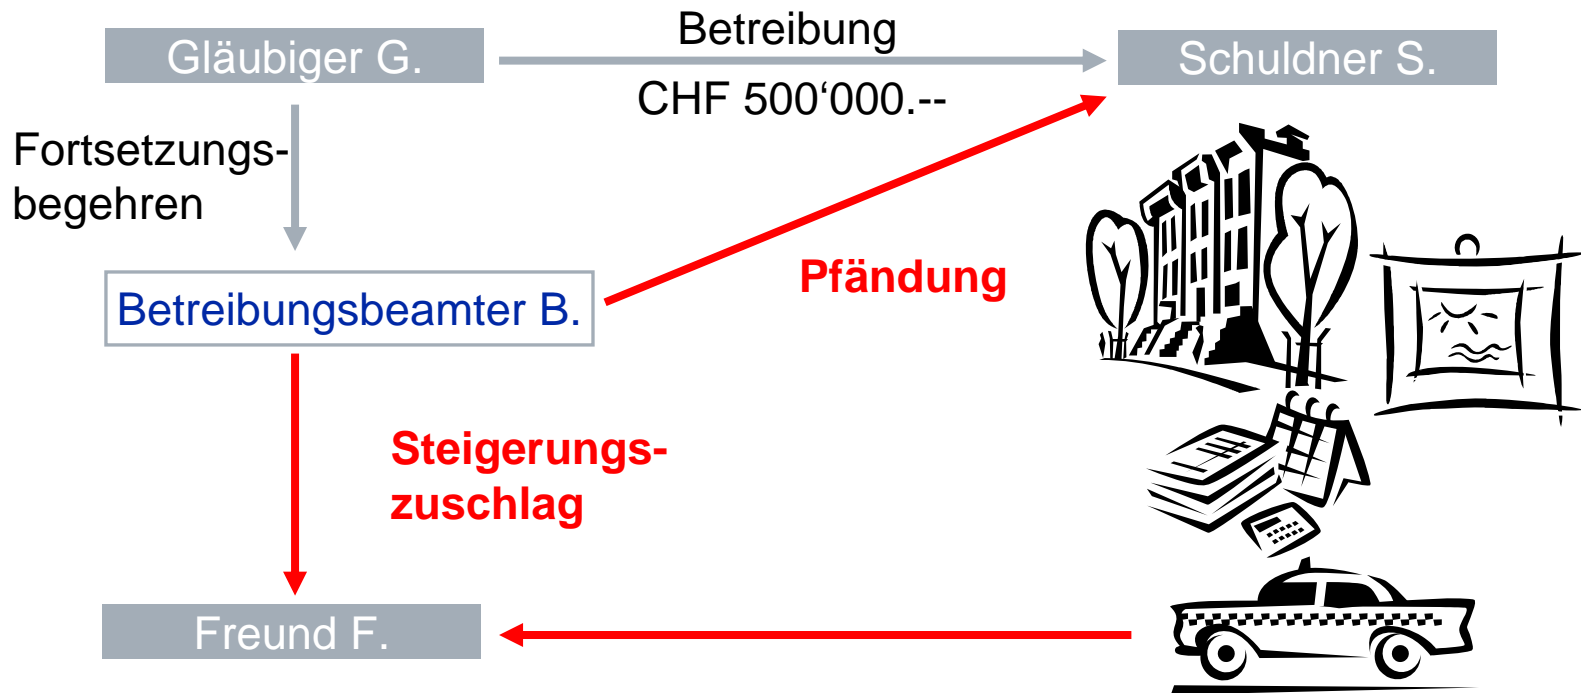 Gläubiger G.
Betreibung
CHF 500‘000.--
Schuldner S.
Fortsetzungs-
begehren
Betreibungsbeamter B.
Pfändung
Steigerungs-
zuschlag
Freund F.